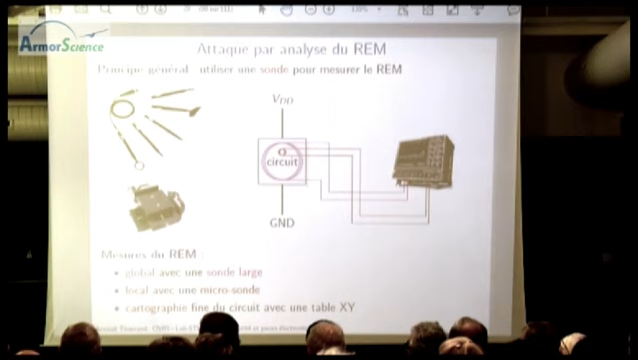 ArmorScience
Attaque par analyse du REM
Principe général utiliser une sonde pour mesurer le REM
VDD
circuit
GND
Mesures du REM :
• global avec une sonde large
• local avec une micro-sonde
• cartographie fine du circuit avec une table XY